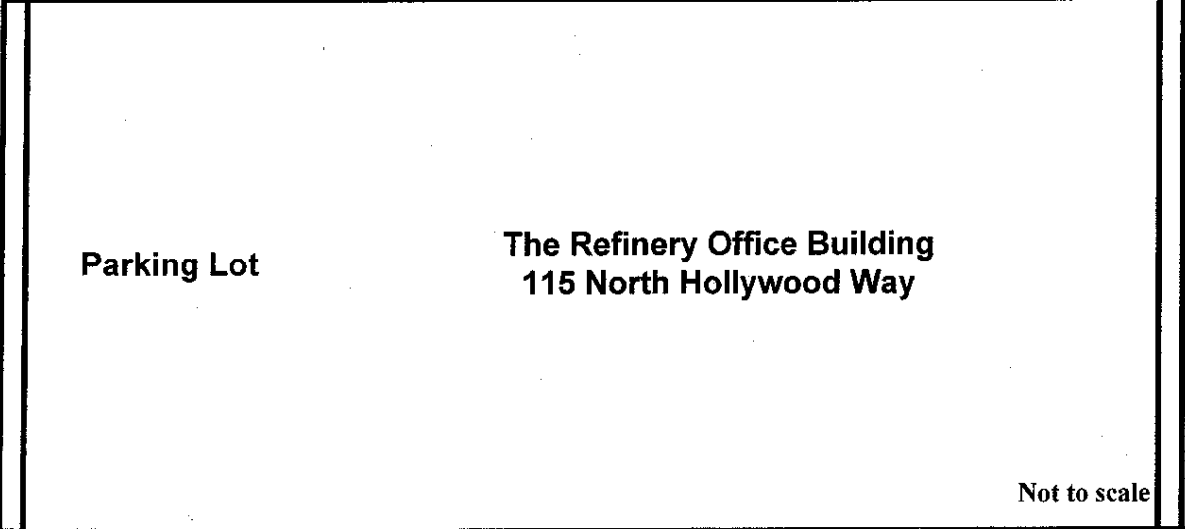 Parking Lot
The Refinery Office Building
115 North Hollywood Way
Not to scale